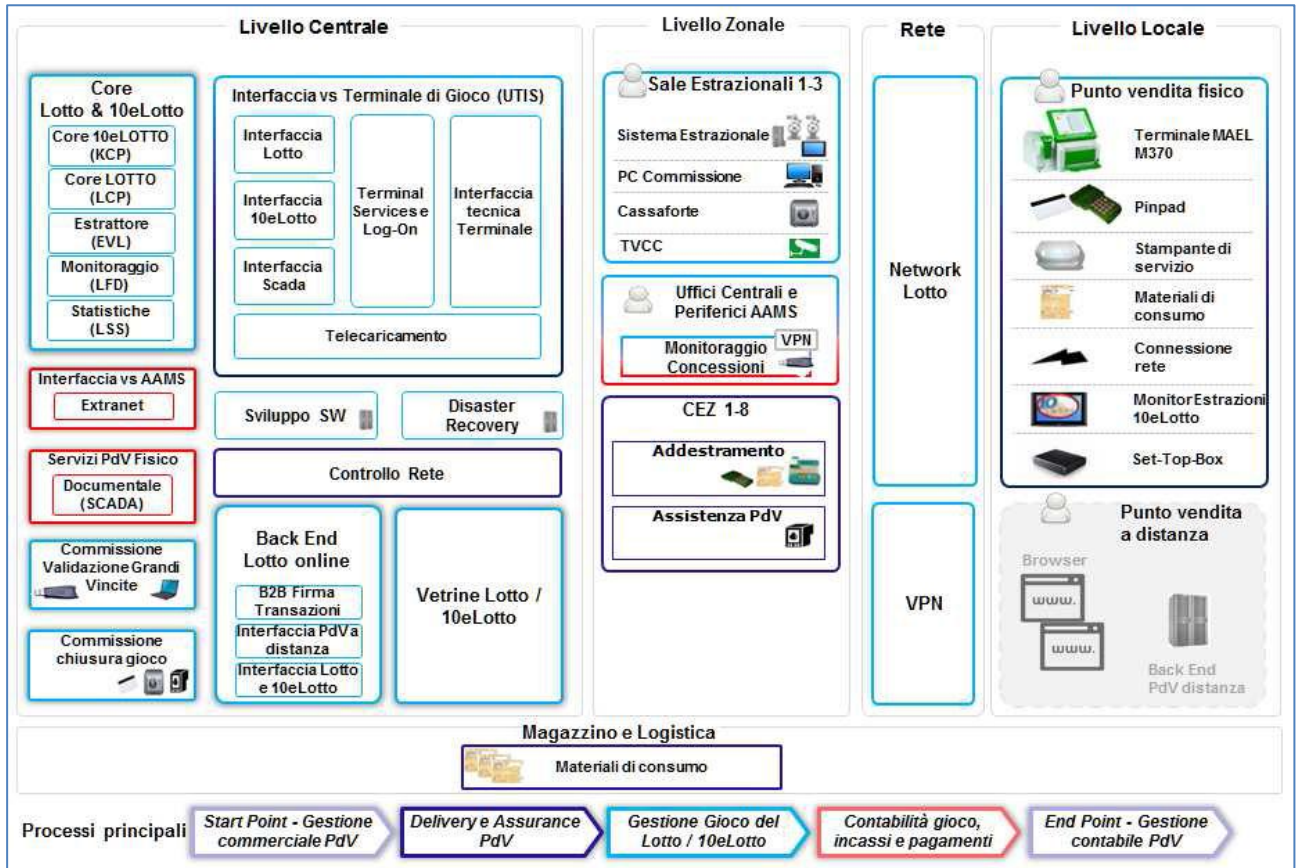 Livello Centrale
Core
Lotto & 10eLotto
Core 10eLOTTO
(KCP)
Core LOTTO
(LCP)
Estrattore
(EVL)
Monitoraggio
(LFD)
Statistiche
(LSS)
Interfaccia vs AAMS
Extranet
Servizi PdV Fisico
Documentale
(SCADA)
Commissione
Validazione Grandi
Vincite
Commissione
chiusura gioco
Interfaccia vs Terminale di Gioco (UTIS)
Interfaccia
Lotto
Interfaccia
10eLotto
Interfaccia
Scada
Terminal
Services e
Log-On
Interfaccia
tecnica
Terminale
Telecaricamento
Sviluppo SW
Disaster
Recovery
Controllo Rete
Back End
Lotto online
B2B Firma
Transazioni
Interfaccia PdV a
distanza
Interfaccia Lotto
e 10eLotto
Vetrine Lotto /
10eLotto
Livello Zonale
Sale Estrazionali 1-3
Sistema Estrazionale
PC Commissione
Cassaforte
TVCC
Uffici Centrali e
Periferici AAMS
VPN
Monitoraggio
Concessioni
CEZ 1-8
Addestramento
Assistenza PdV
Rete
Network
Lotto
VPN
Livello Locale
Punto vendita fisico
Terminale MAEL
M370
Pinpad
Stampante di
servizio
Materiali di
consumo
Connessione
rete
10
Monitor Estrazioni
10eLotto
Set-Top-Box
Punto vendita
a distanza
Browser
www.
www.
Back End
PdV distanza
Magazzino e Logistica
Materiali di consumo
Processi principali
Start Point - Gestione
commerciale PdV
Delivery e Assurance
PdV
Gestione Gioco del
Lotto / 10eLotto
Contabilità gioco,
incassi e pagamenti
End Point - Gestione
contabile PdV